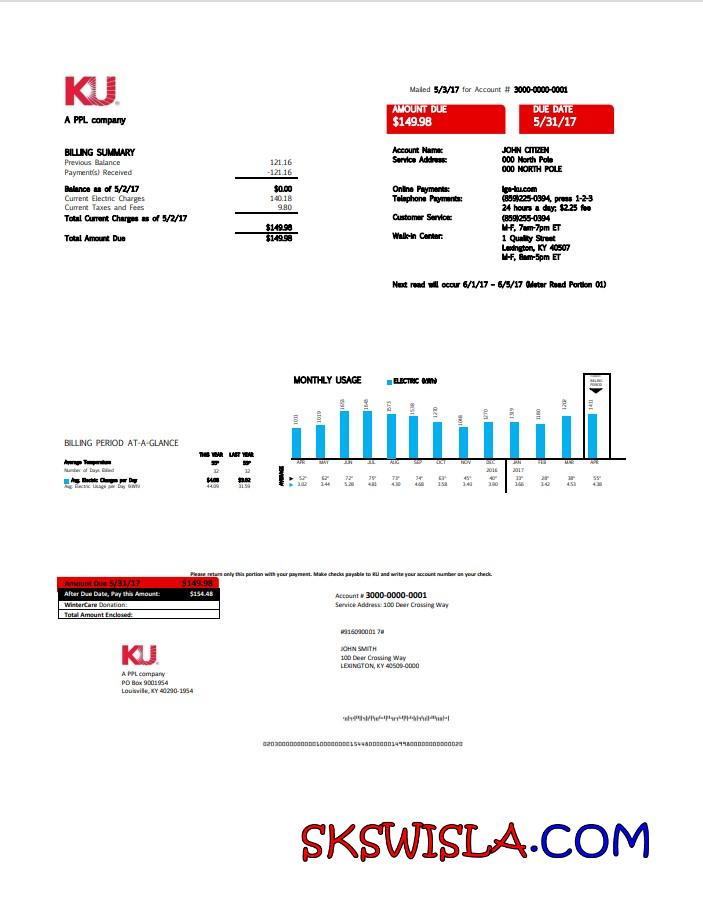 KU
A PPL company
Mailed 5/3/17 for Account # 3000-0000-0001
AMOUNT DUE
$149.98
DUE DATE
5/31/17
BILLING SUMMARY
Previous Balance 121.16
Payment(s) Received -121.16
Balance as of 5/2/17 $0.00
Current Electric Charges 140.18
Current Taxes and Fees 9.80
Total Current Charges as of 5/2/17
$149.98
Total Amount Due $149.98
Account Name: JOHN CITIZEN
Service Address: 000 North Pole
000 NORTH POLE
Online Payments: lge-ku.com
Telephone Payments: (859)225-0394, press 1-2-3
24 hours a day; $2.25 fee
Customer Service: (859)255-0394
M-F, 7am-7pm ET
Walk-in Center: 1 Quality Street
Lexington, KY 40507
M-F, 8am-5pm ET
Next read will occur 6/1/17 – 6/5/17 (Meter Read Portion 01)
MONTHLY USAGE
ELECTRIC (kWh)
BILLING
PERIOD
1011 1019 1653 1648 1573 1538 1270 1048 1270 1319 1180 1202 1411
APR MAY JUN JUL AUG SEP OCT NOV DEC JAN FEB MAR APR
2016 2017
AVERAGE
52° 62° 72° 75° 73° 74° 63° 45° 40° 33° 28° 38° 55°
3.02 3.44 5.28 4.81 4.30 4.68 3.58 3.40 3.80 3.66 3.42 4.53 4.38
BILLING PERIOD AT-A-GLANCE
THIS YEAR LAST YEAR
Average Temperature 55° 55°
Number of Days Billed 32 32
Avg. Electric Charges per Day $4.38 $3.02
Avg. Electric Usage per Day (kWh) 44.09 31.59
Please return only this portion with your payment. Make checks payable to KU and write your account number on your check.
Amount Due 5/31/17 $149.98
After Due Date, Pay this Amount: $154.48
WinterCare Donation:
Total Amount Enclosed:
Account # 3000-0000-0001
Service Address: 100 Deer Crossing Way
#916090001 7#
JOHN SMITH
100 Deer Crossing Way
LEXINGTON, KY 40509-0000
KU
A PPL company
PO Box 9001954
Louisville, KY 40290-1954
SKSWISLA.COM